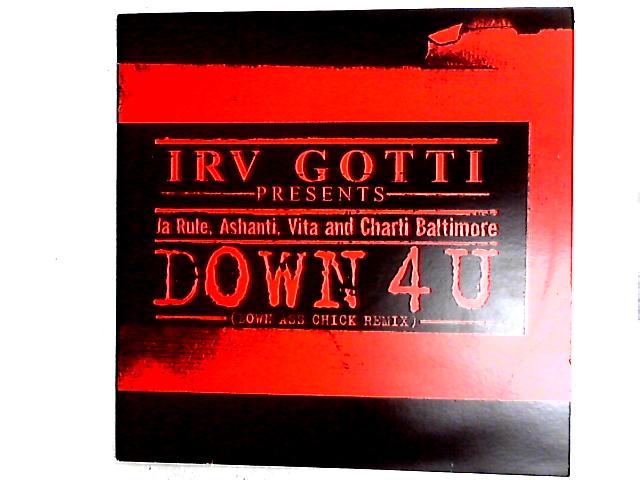 IRV GOTTI
PRESENTS
Ja Rule, Ashanti, Vita and Charli Baltimore
DOWN 4 U
(DOWN ASS CHICK REMIX)